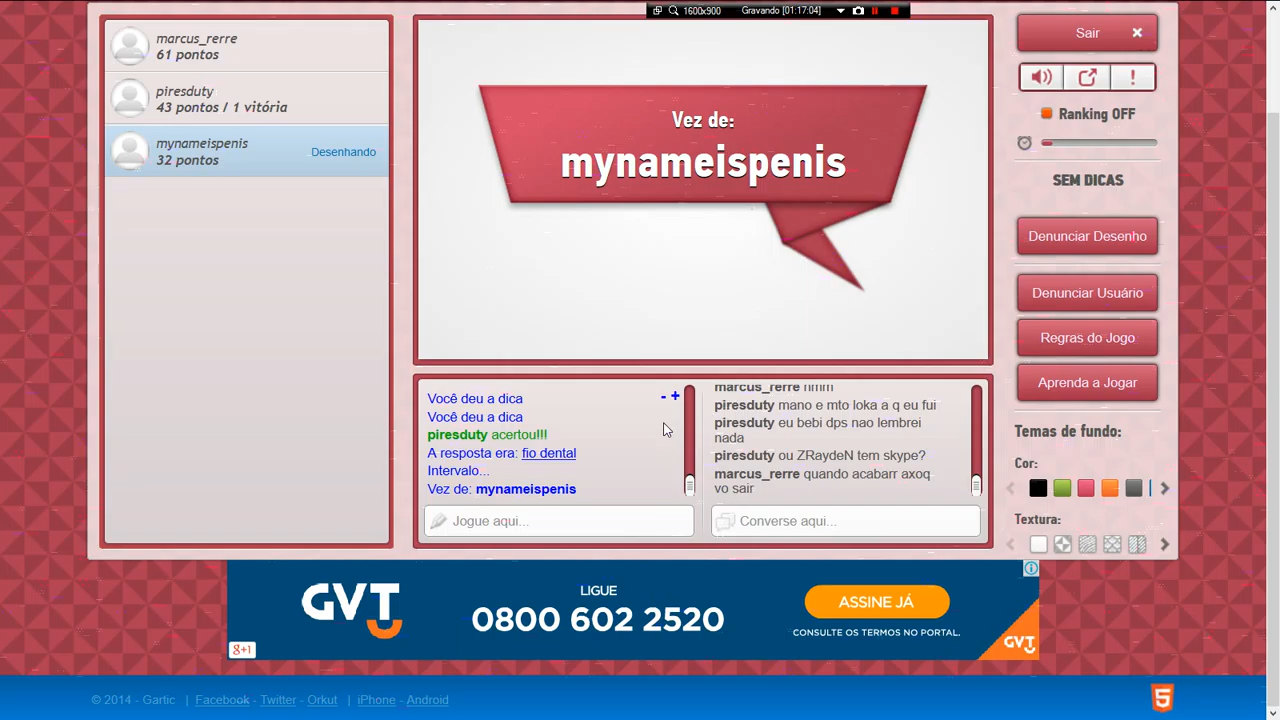 1600x900
Gravando [01:17:04]
marcus_rerre
61 pontos
piresduty
43 pontos / 1 vitória
mynameispenis
32 pontos
Desenhando
Vez de:
mynameispenis
Você deu a dica
- +
Você deu a dica
piresduty acertou!!!
A resposta era: fio dental
Intervalo...
Vez de: mynameispenis
Jogue aqui...
marcus_rerre hmm
piresduty mano e mto loka a q eu fui
piresduty eu bebi dps nao lembrei
nada
piresduty ou ZRaydeN tem skype?
marcus_rerre quando acabarr axoq
vo sair
Converse aqui...
Sair
!
Ranking OFF
SEM DICAS
Denunciar Desenho
Denunciar Usuário
Regras do Jogo
Aprenda a Jogar
Temas de fundo:
Cor:
Textura:
GVT
LIGUE
0800 602 2520
ASSINE JÁ
CONSULTE OS TERMOS NO PORTAL.
GVT
g+1
© 2014 - Gartic | Facebook - Twitter - Orkut | iPhone - Android
5